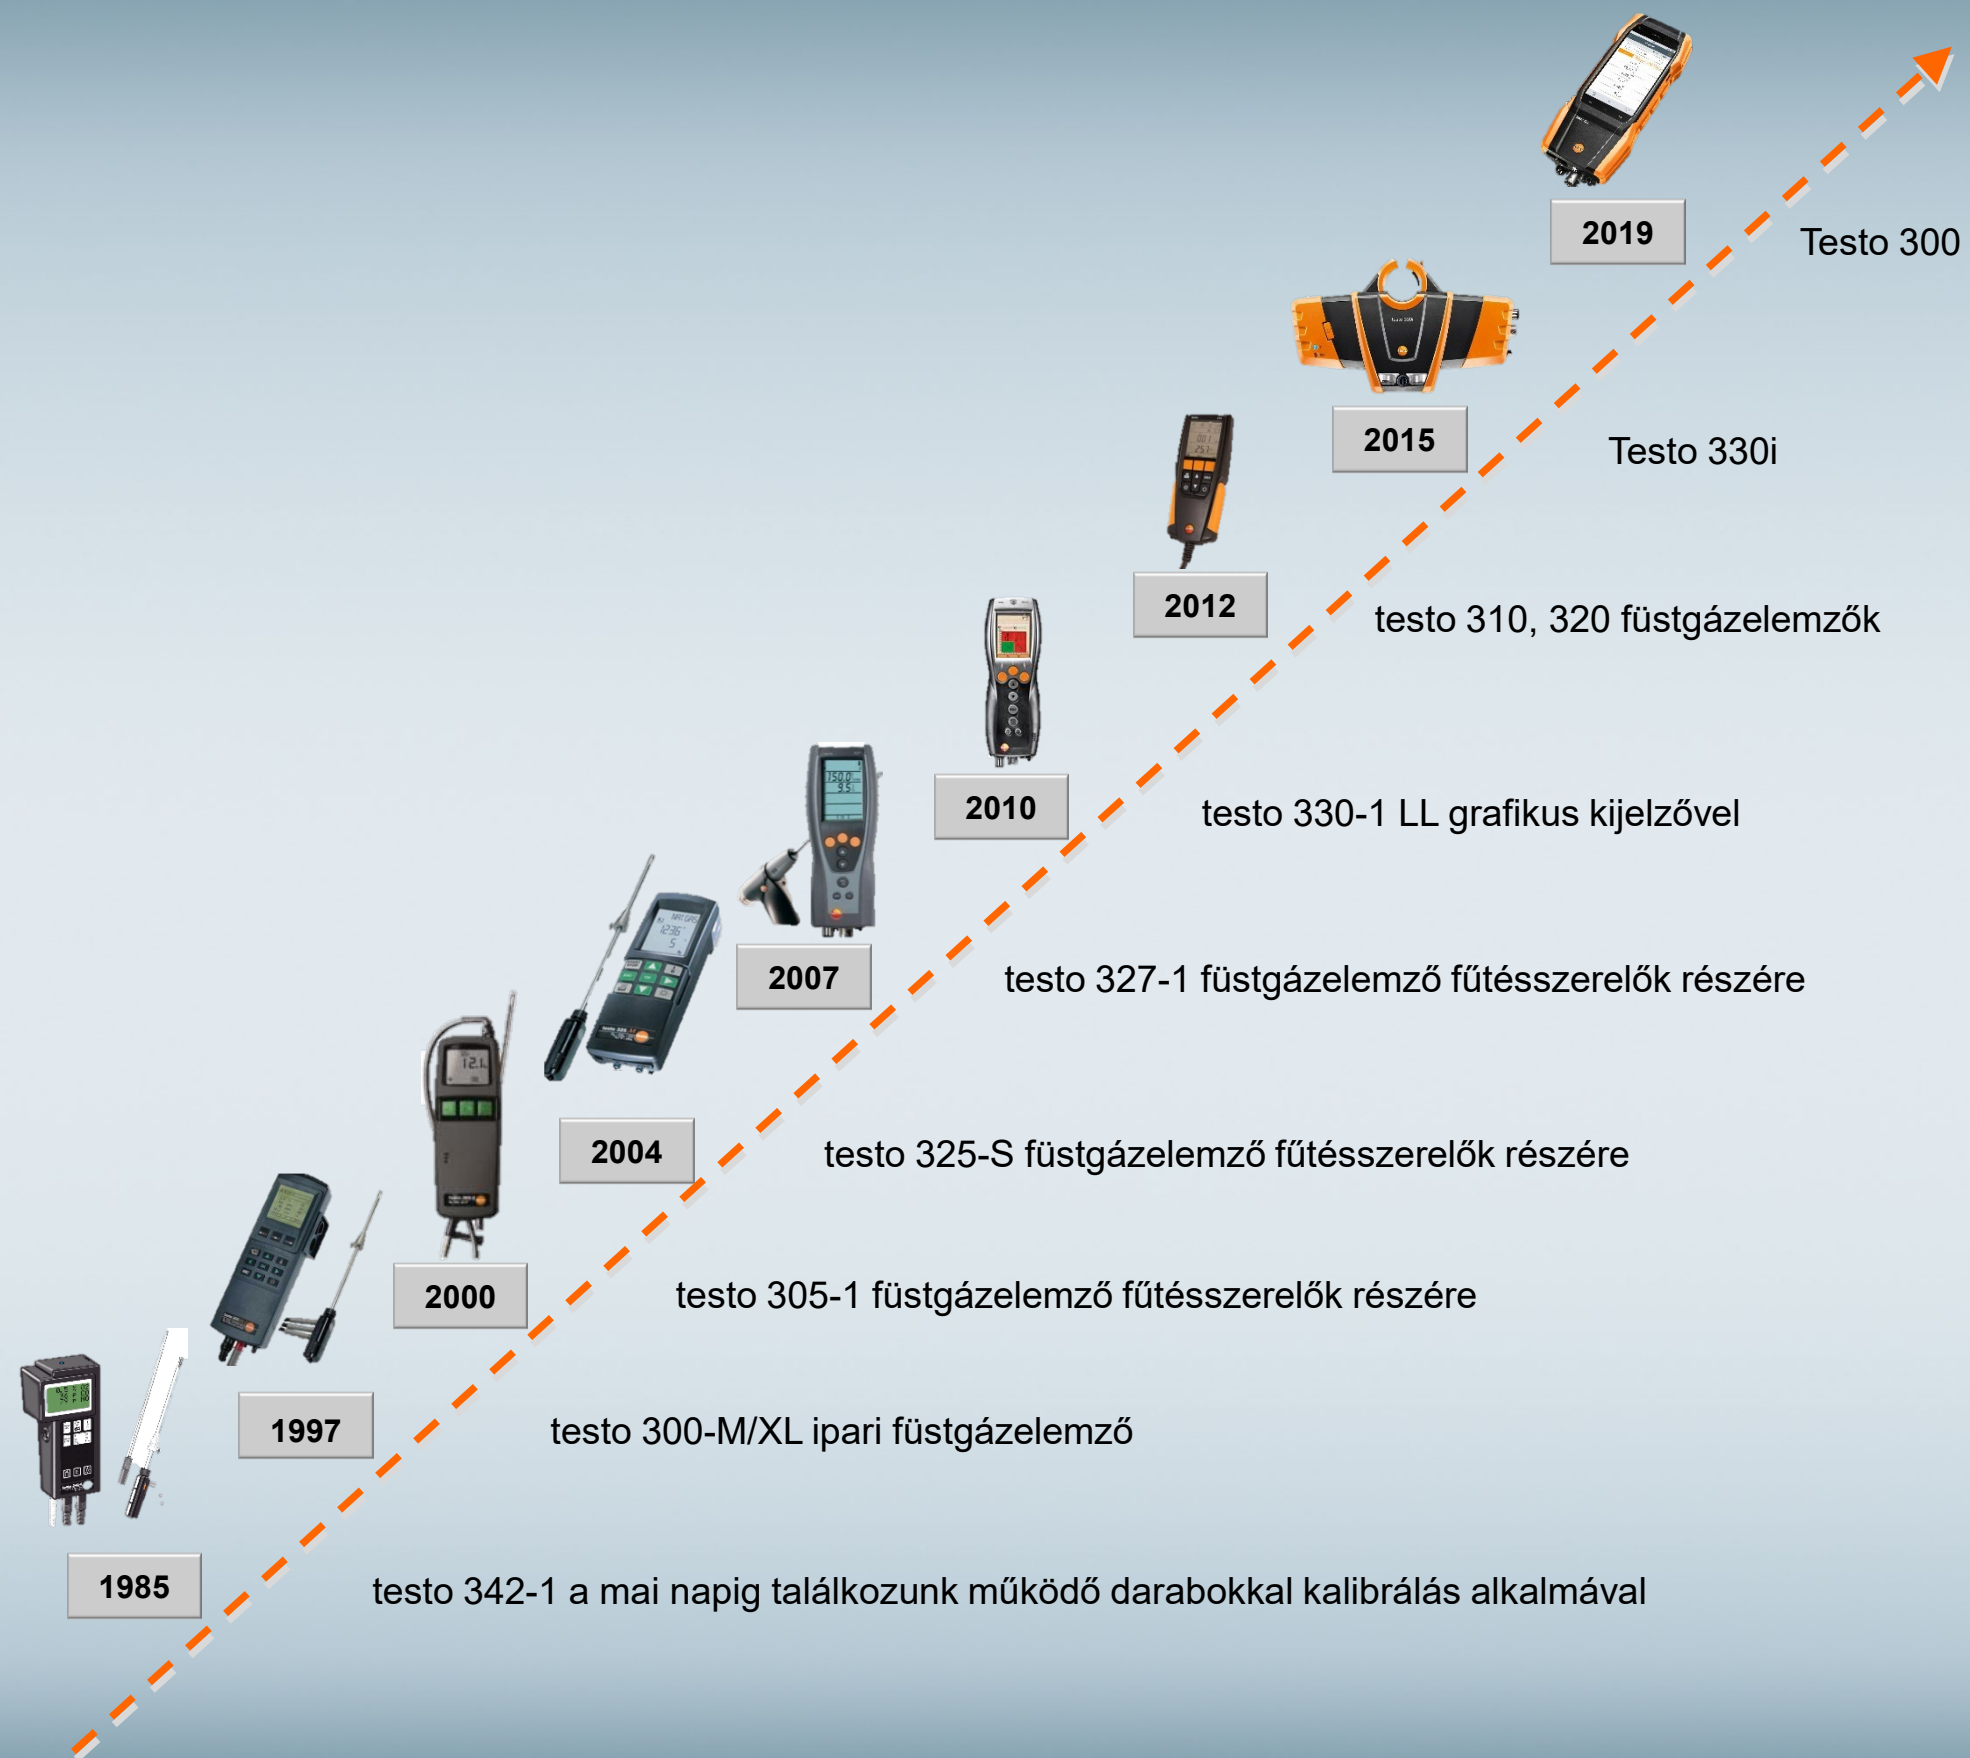 2019
Testo 300
2015
Testo 330i
2012
testo 310, 320 füstgázelemzők
2010
testo 330-1 LL grafikus kijelzővel
2007
testo 327-1 füstgázelemző fűtésszerelők részére
2004
testo 325-S füstgázelemző fűtésszerelők részére
2000
testo 305-1 füstgázelemző fűtésszerelők részére
1997
testo 300-M/XL ipari füstgázelemző
1985
testo 342-1 a mai napig találkozunk működő darabokkal kalibrálás alkalmával